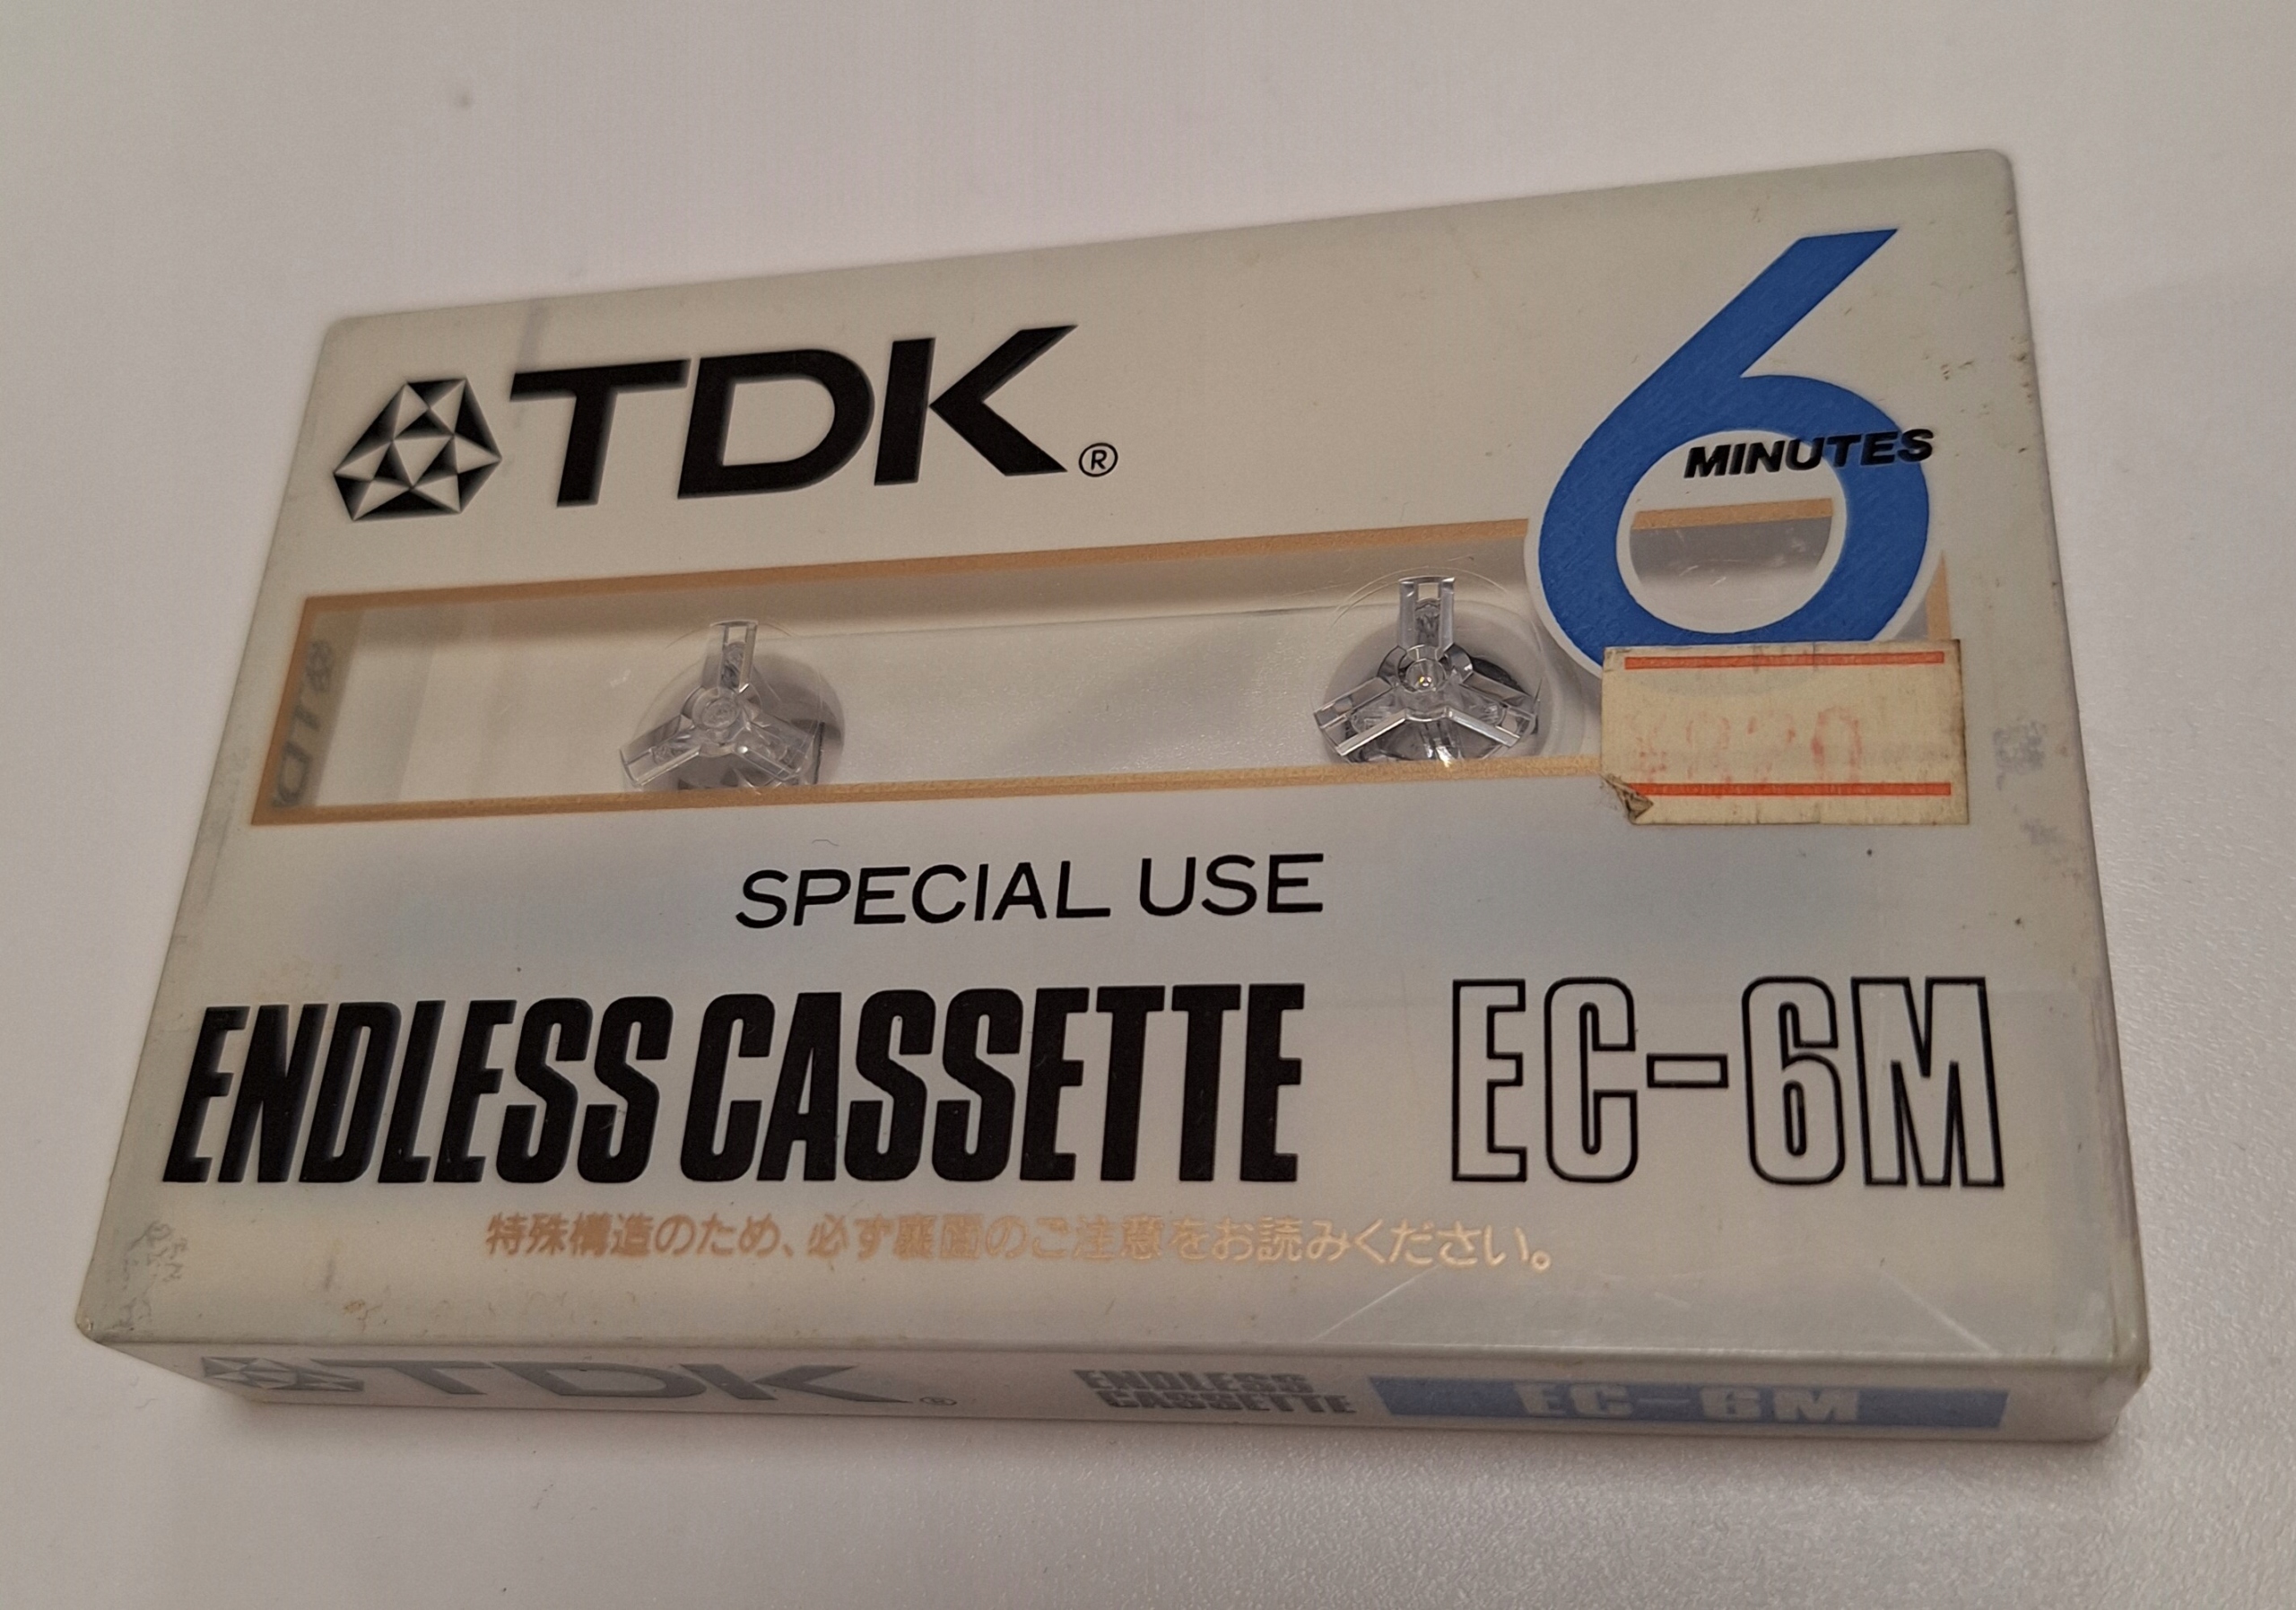 TDK®
6
MINUTES
SPECIAL USE
ENDLESS CASSETTE EC-6M
特殊構造のため、必ず裏面のご注意をお読みください。
TDK® ENDLESS CASSETTE EC-6M